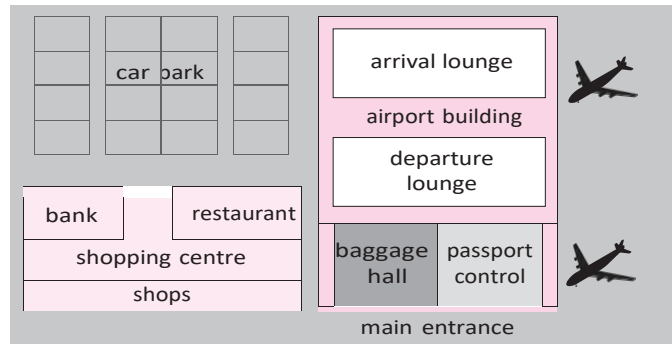 car park
arrival lounge
airport building
departure
lounge
bank
restaurant
shopping centre
shops
baggage
hall
passport
control
main entrance